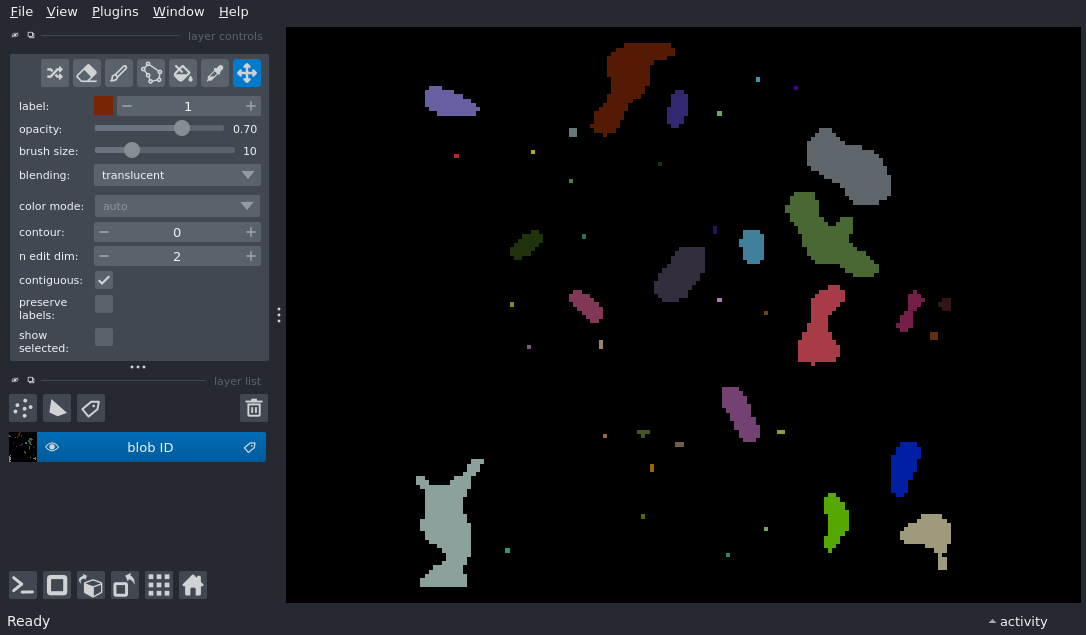 File View Plugins Window Help
layer controls
label: 1
opacity: 0.70
brush size: 10
blending: translucent
color mode: auto
contour: 0
n edit dim: 2
contiguous:
preserve
labels:
show
selected:
layer list
blob ID
Ready
activity